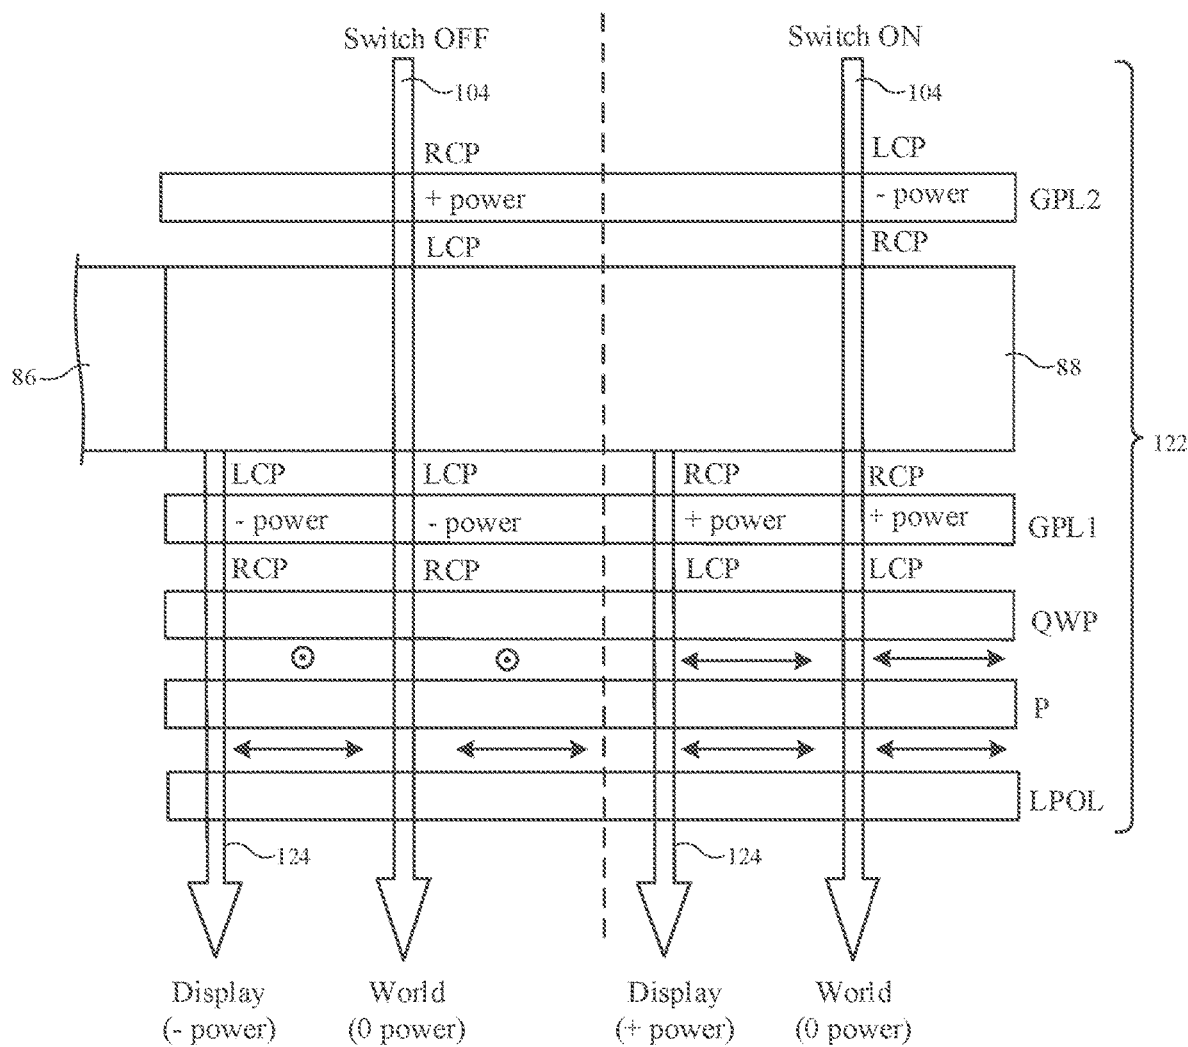 Switch OFF
Switch ON
104
104
RCP
LCP
+ power
- power
GPL2
LCP
RCP
86
88
122
LCP
LCP
RCP
RCP
- power
- power
+ power
+ power
GPL1
RCP
RCP
LCP
LCP
QWP
P
LPOL
124
124
Display
World
Display
World
(- power)
(0 power)
(+ power)
(0 power)